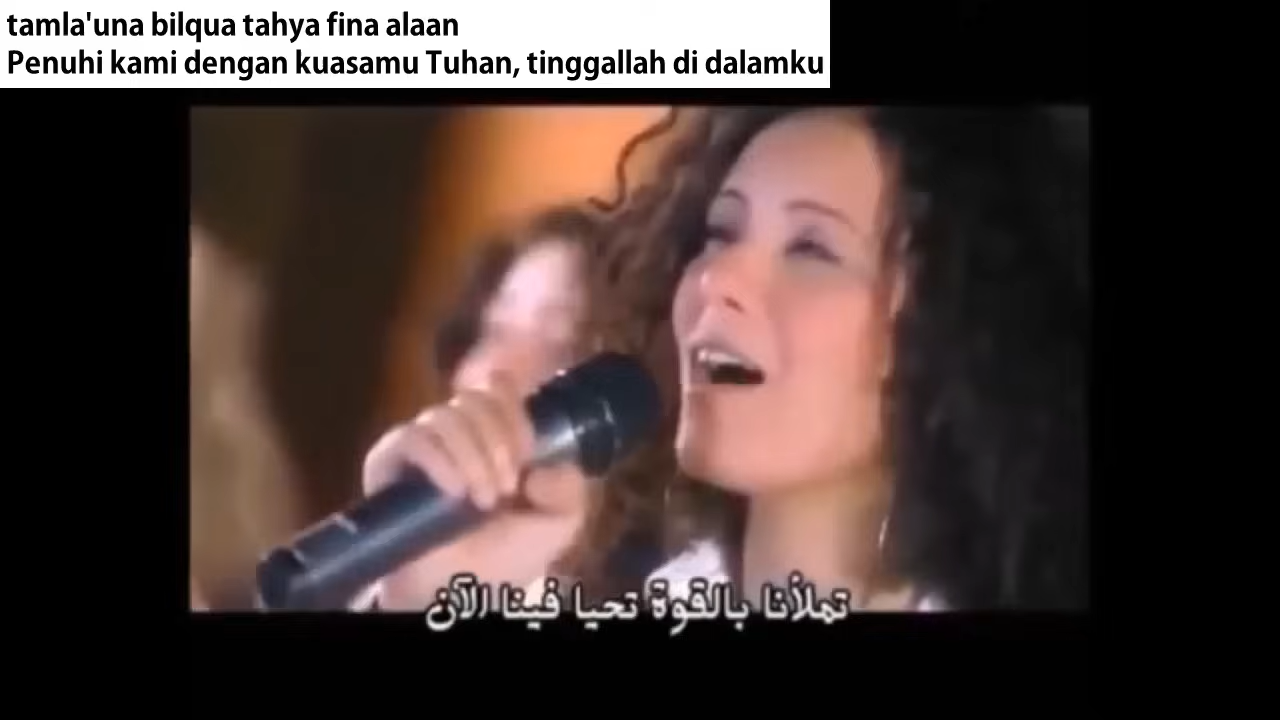 tamla'una bilqua tahya fina alaan
Penuhi kami dengan kuasamu Tuhan, tinggallah di dalamku
تملأنا بالقوة تحيا فينا الآن